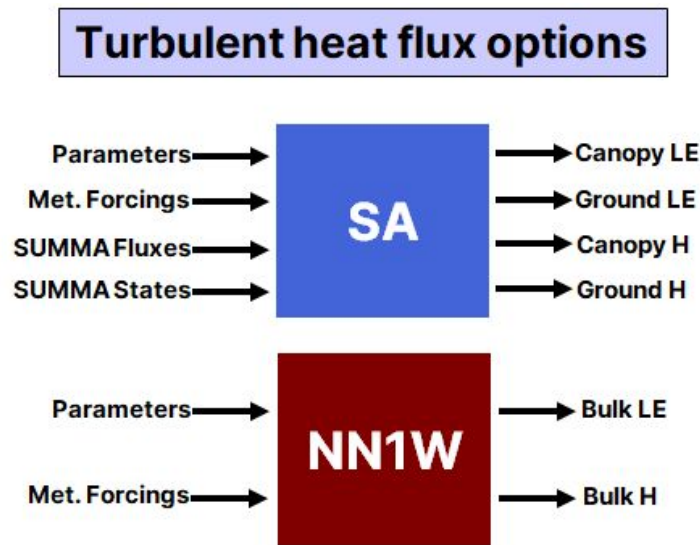 Turbulent heat flux options
Parameters
Met. Forcings
SUMMA Fluxes
SUMMA States
SA
Canopy LE
Ground LE
Canopy H
Ground H
Parameters
Met. Forcings
NN1W
Bulk LE
Bulk H